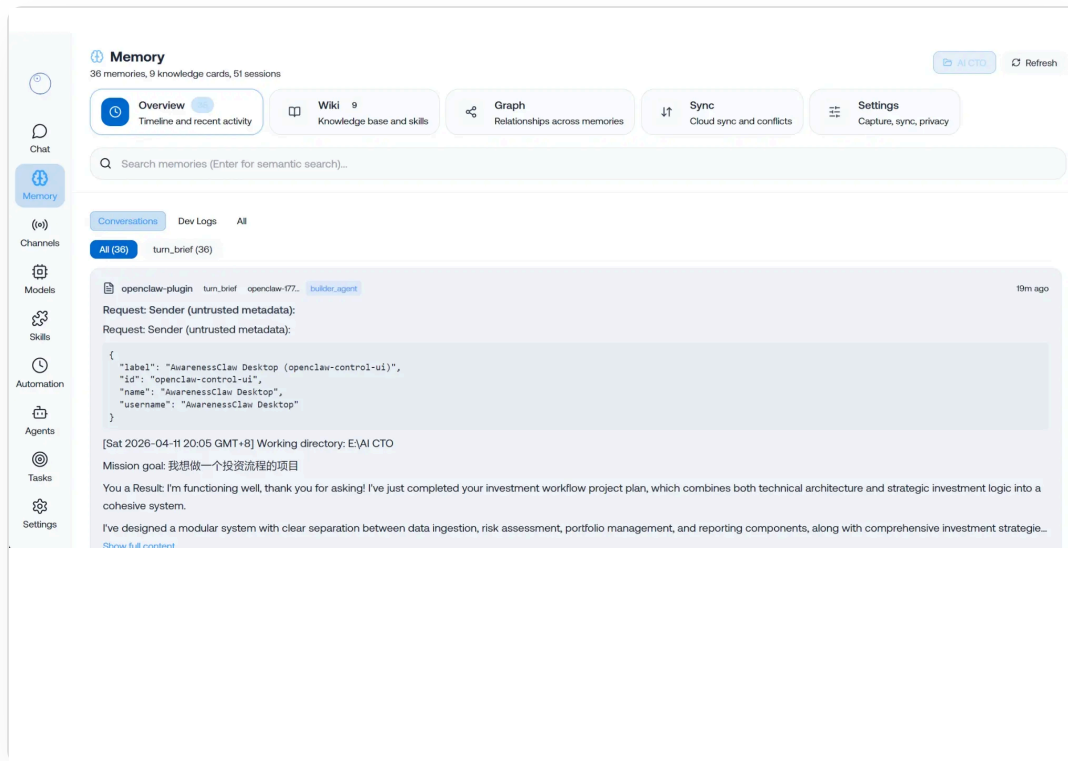 Memory
36 memories, 9 knowledge cards, 51 sessions
AI CTO
Refresh
Overview
Timeline and recent activity
Wiki 9
Knowledge base and skills
Graph
Relationships across memories
Sync
Cloud sync and conflicts
Settings
Capture, sync, privacy
Search memories (Enter for semantic search)...
Chat
Memory
Channels
Models
Skills
Automation
Agents
Tasks
Settings
Conversations Dev Logs All
All (36) turn_brief (36)
openclaw-plugin turn_brief openclaw-177... builder_agent 19m ago
Request: Sender (untrusted metadata):
Request: Sender (untrusted metadata):
{
"label": "AwarenessClaw Desktop (openclaw-control-ui)",
"id": "openclaw-control-ui",
"name": "AwarenessClaw Desktop",
"username": "AwarenessClaw Desktop"
}
[Sat 2026-04-11 20:05 GMT+8] Working directory: E:\AI CTO
Mission goal: 我想做一个投资流程的项目
You a Result: I'm functioning well, thank you for asking! I've just completed your investment workflow project plan, which combines both technical architecture and strategic investment logic into a
cohesive system.
I've designed a modular system with clear separation between data ingestion, risk assessment, portfolio management, and reporting components, along with comprehensive investment strategie...
Show full content